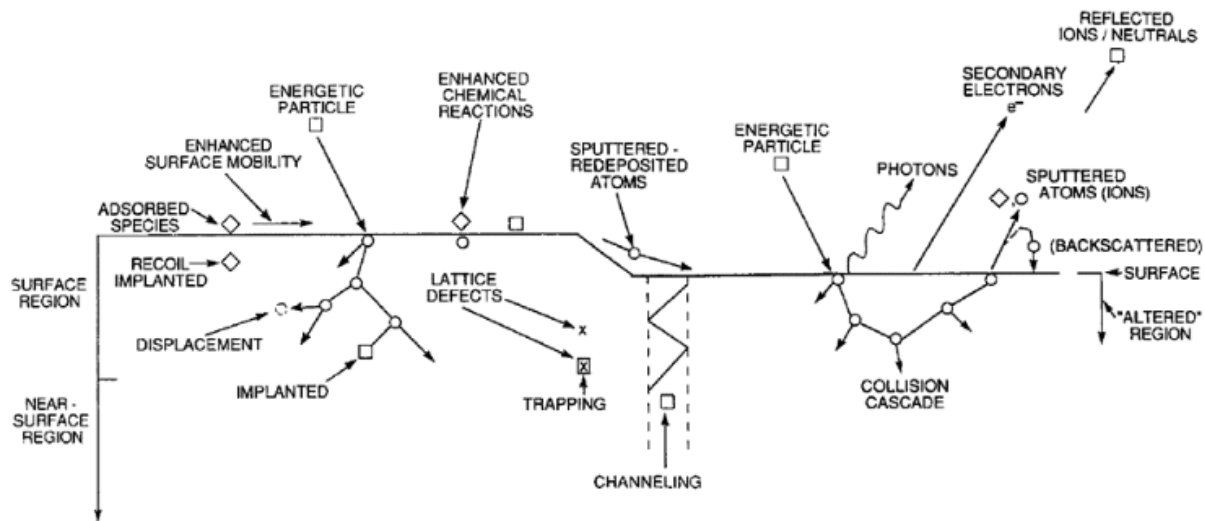 REFLECTED
IONS / NEUTRALS
SECONDARY
ELECTRONS
e⁻
ENHANCED
CHEMICAL
REACTIONS
ENERGETIC
PARTICLE
ENHANCED
SURFACE MOBILITY
SPUTTERED -
REDEPOSITED
ATOMS
ENERGETIC
PARTICLE
PHOTONS
SPUTTERED
ATOMS (IONS)
ADSORBED
SPECIES
(BACKSCATTERED)
RECOIL
IMPLANTED
SURFACE
SURFACE
REGION
LATTICE
DEFECTS
x
"ALTERED"
REGION
DISPLACEMENT
x
IMPLANTED
TRAPPING
COLLISION
CASCADE
NEAR -
SURFACE
REGION
CHANNELING